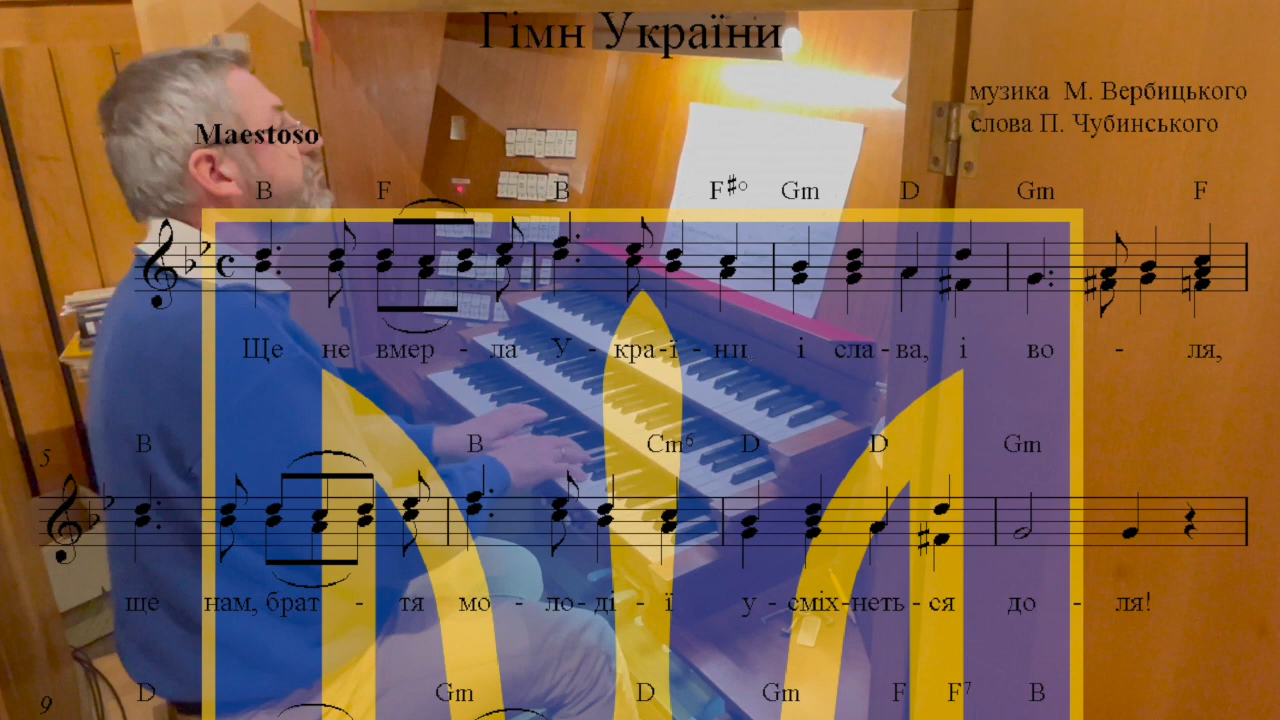 Гімн України
музика М. Вербицького
слова П. Чубинського
Maestoso
B F B F#° Gm D Gm F
Ще не вмер - ла У - кра-ї - ни і сла-ва, і во - ля,
B B Cm6 D D Gm
5
ще нам, брат - тя мо - ло-ді - ї у - сміх-неть-ся до - ля!
D Gm D Gm F F7 B
9